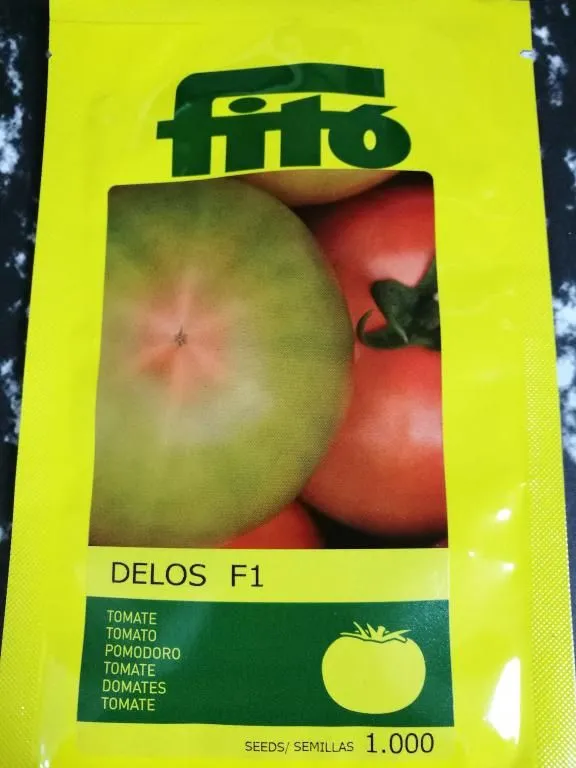 fitó
DELOS F1
TOMATE
TOMATO
POMODORO
TOMATE
DOMATES
TOMATE
SEEDS/ SEMILLAS 1.000